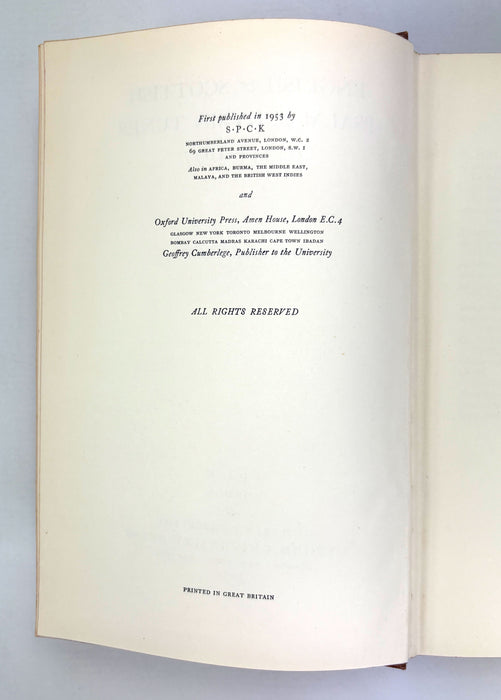 First published in 1953 by
S·P·C·K
NORTHUMBERLAND AVENUE, LONDON, W.C. 2
69 GREAT PETER STREET, LONDON, S.W. 1
AND PROVINCES
Also in AFRICA, BURMA, THE MIDDLE EAST,
MALAYA, AND THE BRITISH WEST INDIES
and
Oxford University Press, Amen House, London E.C.4
GLASGOW NEW YORK TORONTO MELBOURNE WELLINGTON
BOMBAY CALCUTTA MADRAS KARACHI CAPE TOWN IBADAN
Geoffrey Cumberlege, Publisher to the University
ALL RIGHTS RESERVED
PRINTED IN GREAT BRITAIN